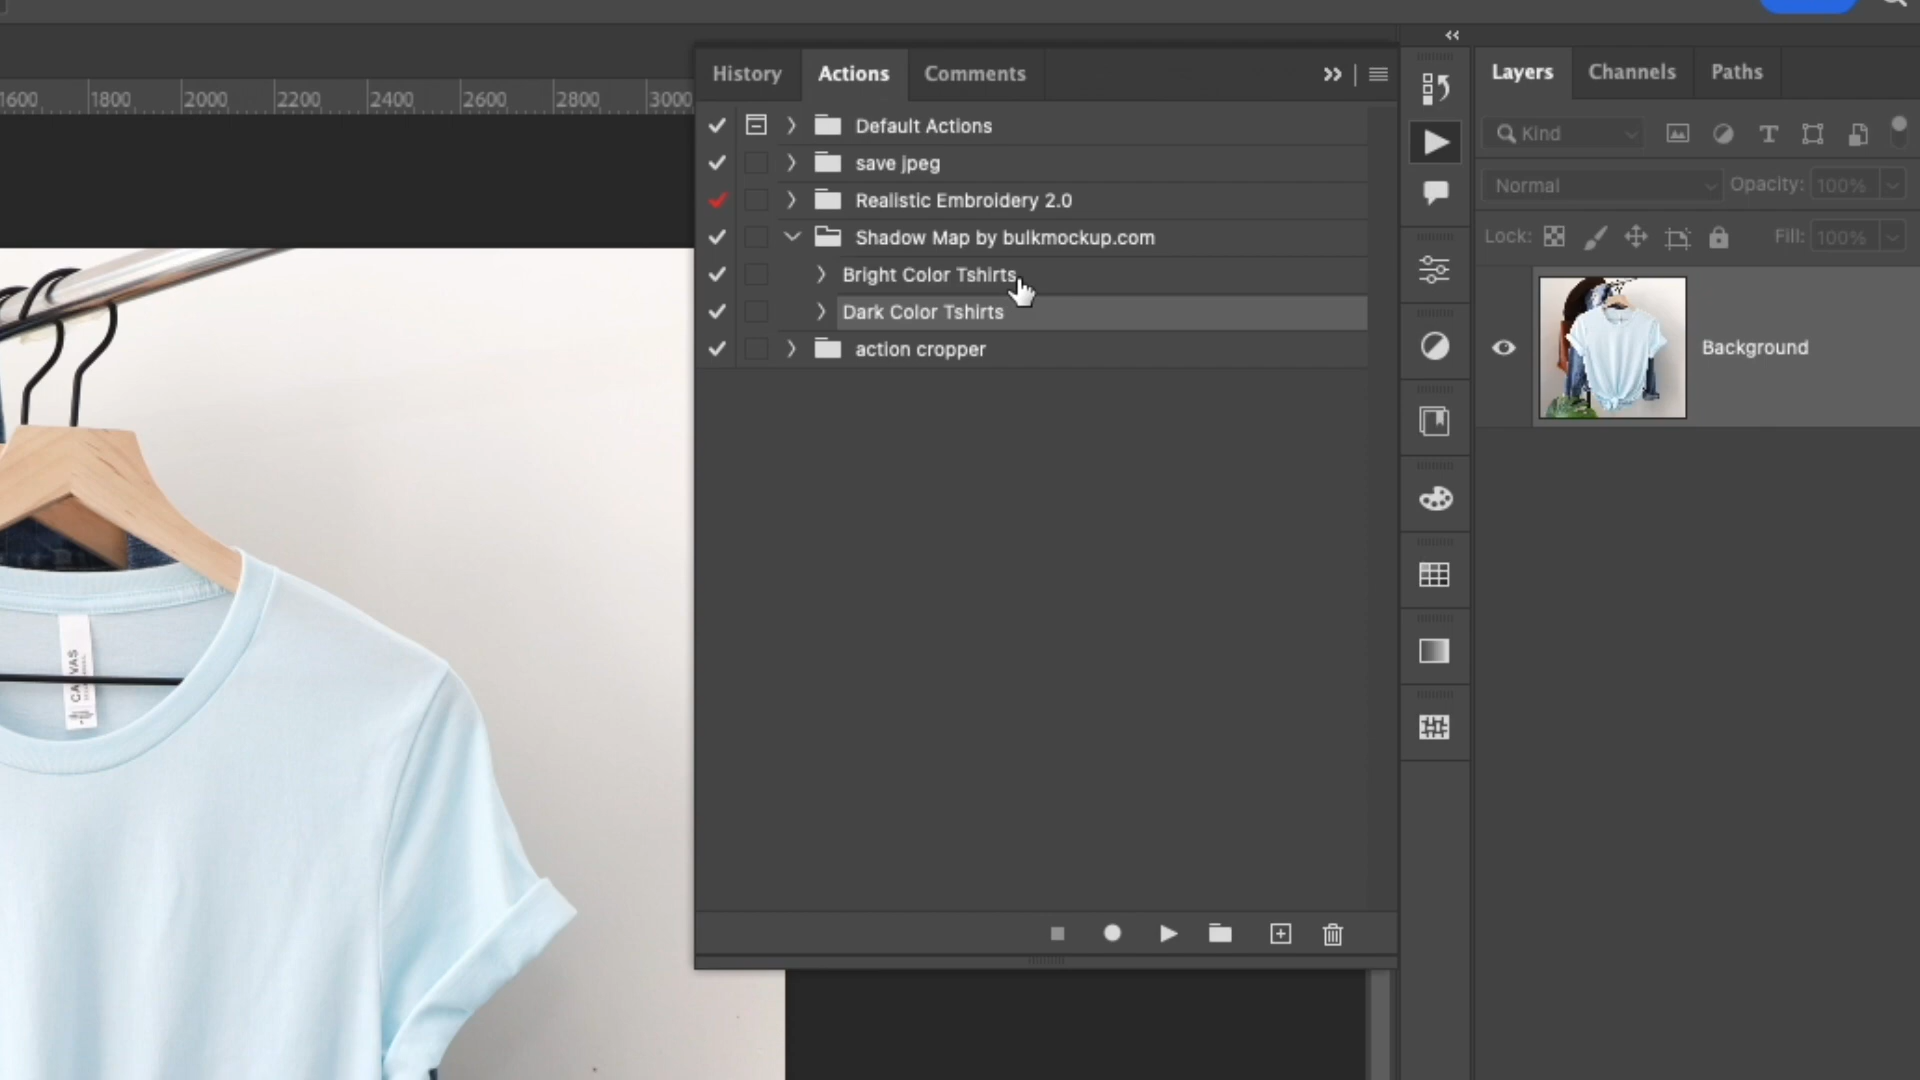 1600 1800 2000 2200 2400 2600 2800 3000
History Actions Comments
Default Actions
save jpeg
Realistic Embroidery 2.0
Shadow Map by bulkmockup.com
Bright Color Tshirts
Dark Color Tshirts
action cropper
Layers Channels Paths
Kind
Normal Opacity: 100%
Lock: Fill: 100%
Background
CANVAS